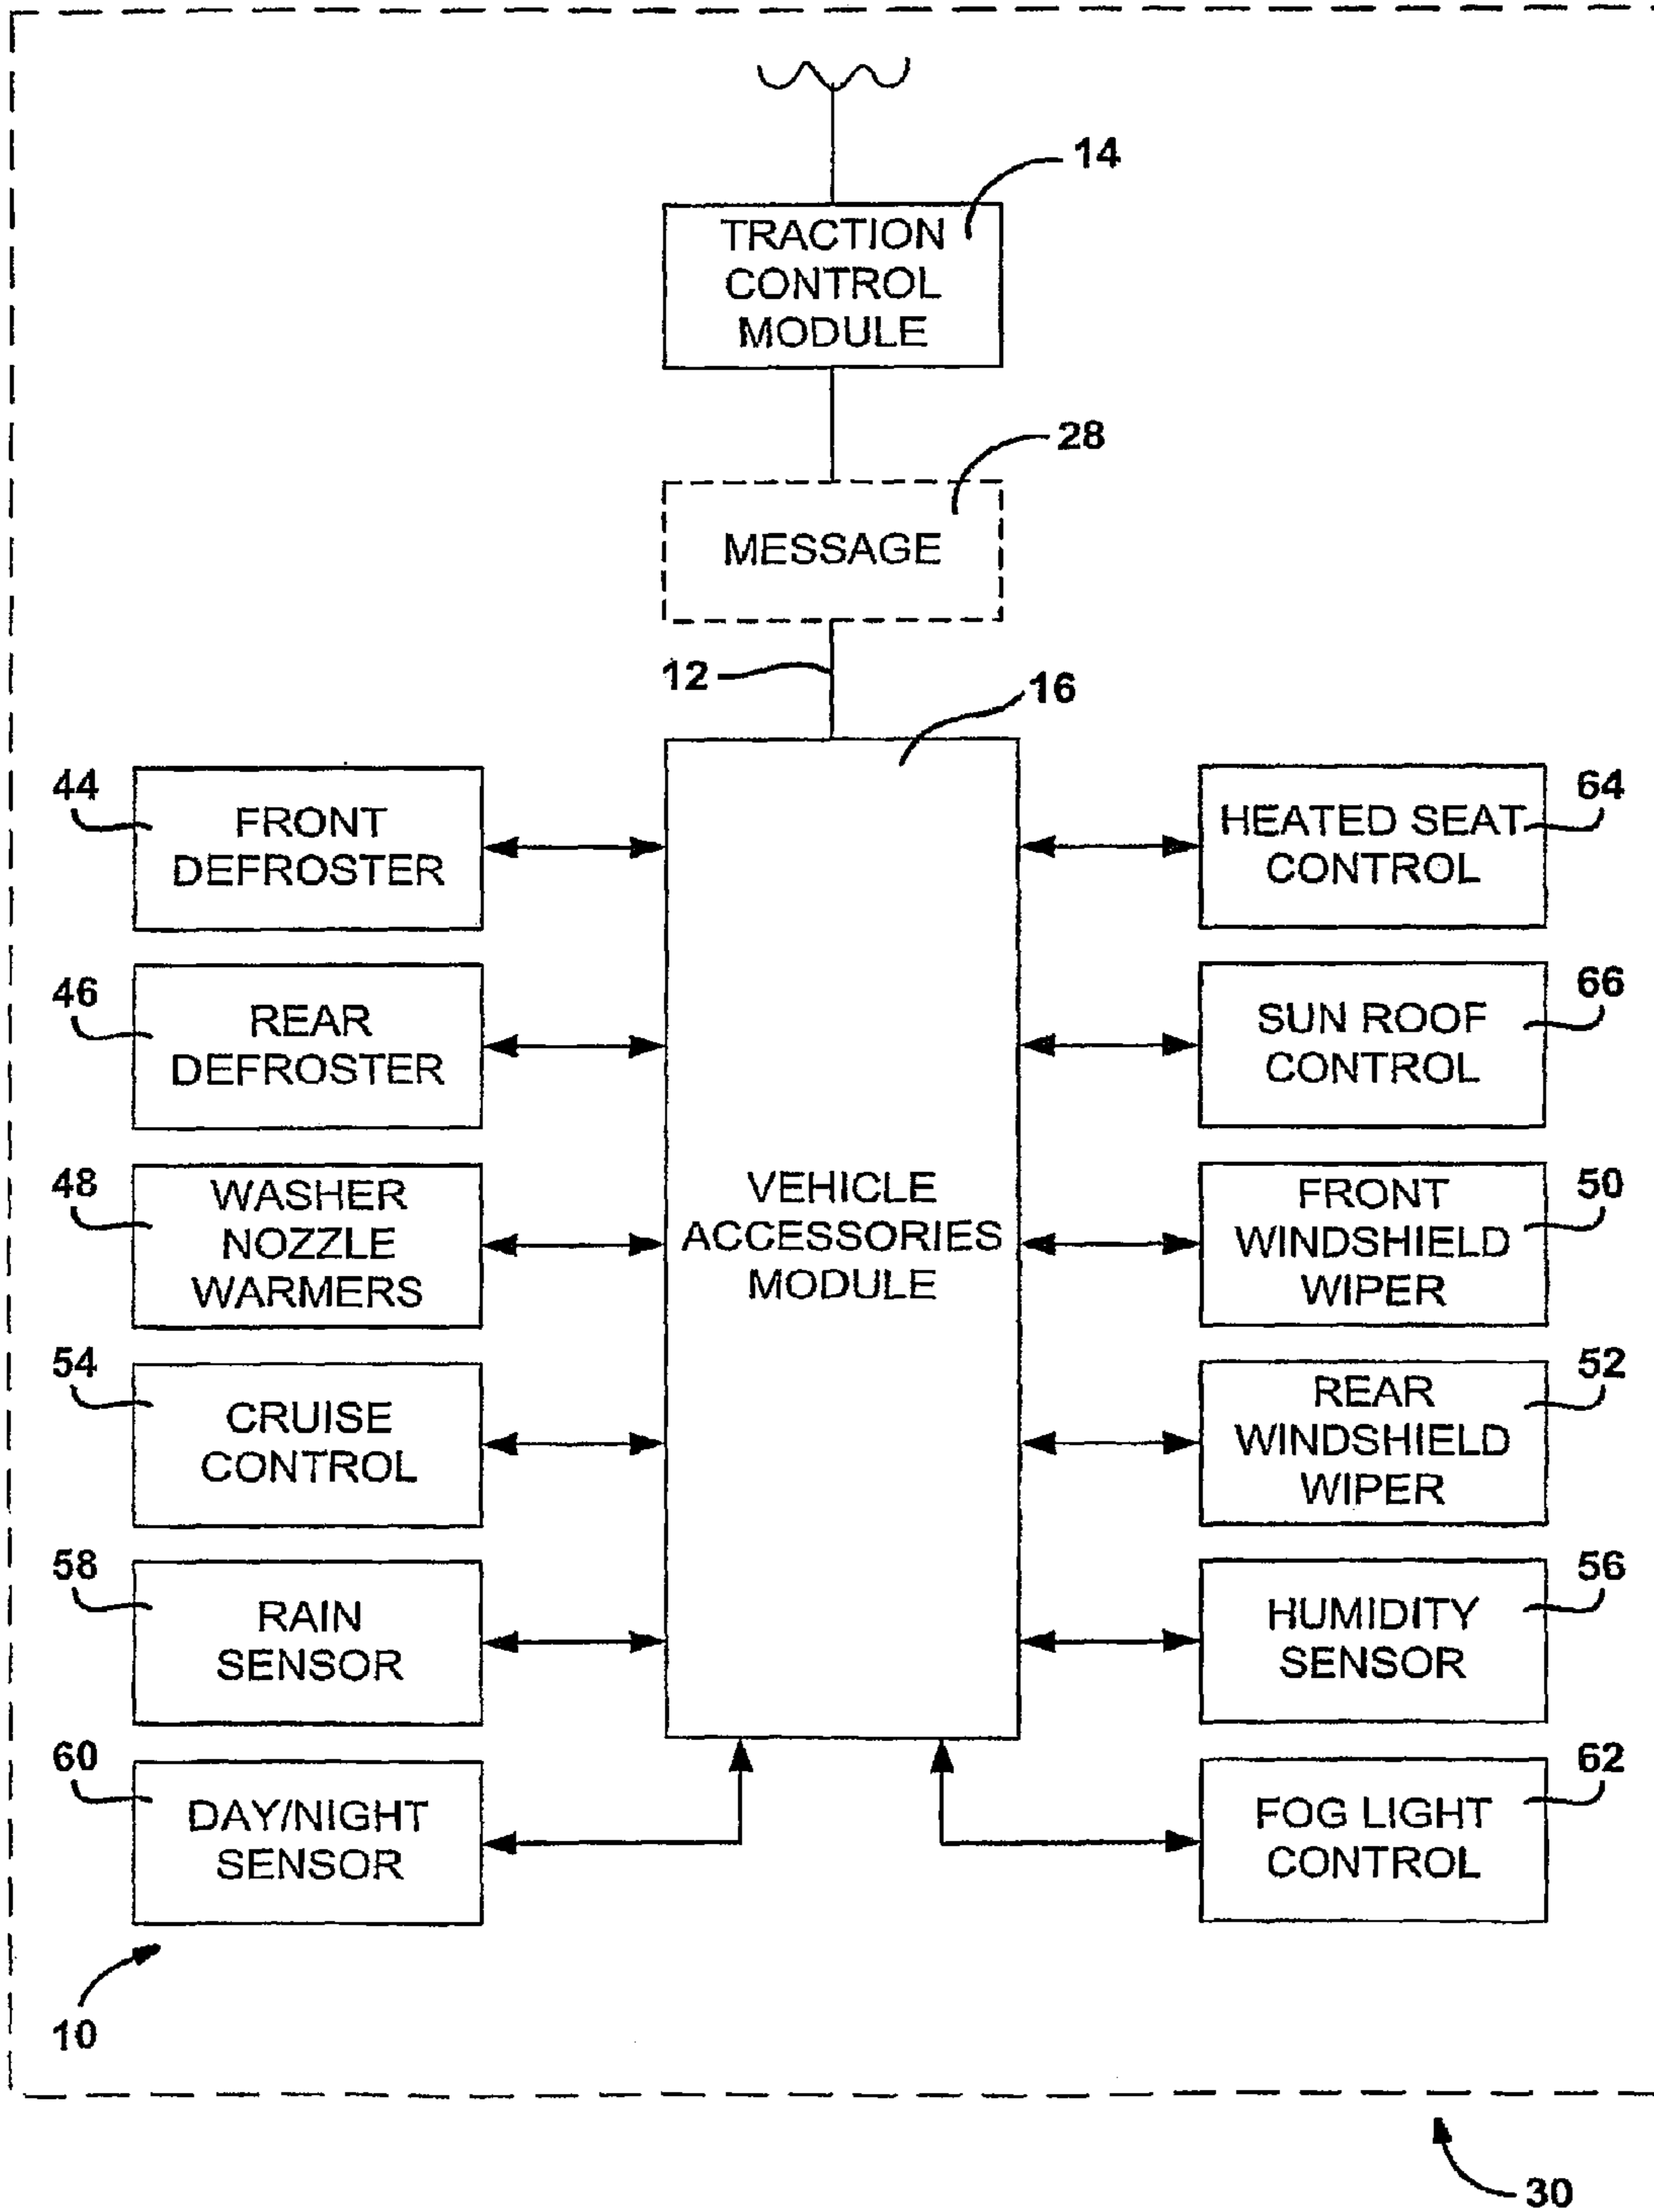 14
TRACTION
CONTROL
MODULE
28
MESSAGE
12
16
44
FRONT
DEFROSTER
64
HEATED SEAT
CONTROL
46
REAR
DEFROSTER
66
SUN ROOF
CONTROL
48
WASHER
NOZZLE
WARMERS
VEHICLE
ACCESSORIES
MODULE
50
FRONT
WINDSHIELD
WIPER
54
CRUISE
CONTROL
52
REAR
WINDSHIELD
WIPER
58
RAIN
SENSOR
56
HUMIDITY
SENSOR
60
DAY/NIGHT
SENSOR
62
FOG LIGHT
CONTROL
10
30